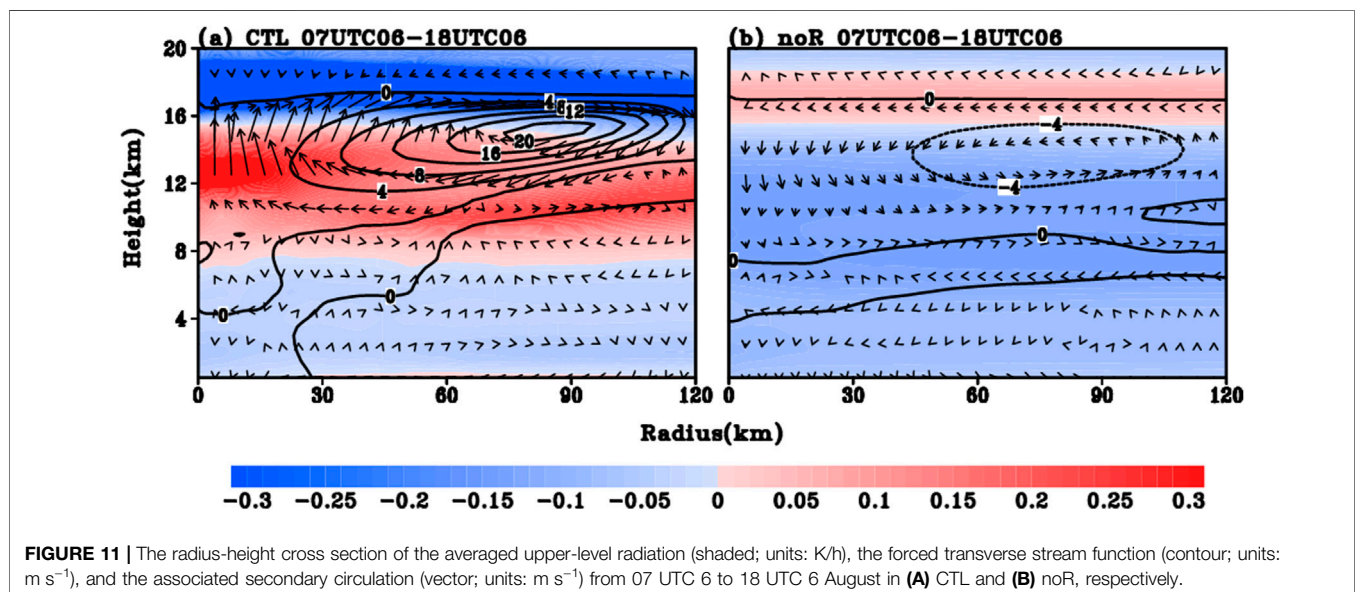 (a) CTL 07UTC06-18UTC06
(b) noR 07UTC06-18UTC06
Height(km)
20
16
12
8
4
0
4
12
20
16
8
4
0
0
0
-4
-4
0
0
0 30 60 90 120
0 30 60 90 120
Radius(km)
-0.3 -0.25 -0.2 -0.15 -0.1 -0.05 0 0.05 0.1 0.15 0.2 0.25 0.3
FIGURE 11 | The radius-height cross section of the averaged upper-level radiation (shaded; units: K/h), the forced transverse stream function (contour; units:
m s−1), and the associated secondary circulation (vector; units: m s−1) from 07 UTC 6 to 18 UTC 6 August in (A) CTL and (B) noR, respectively.